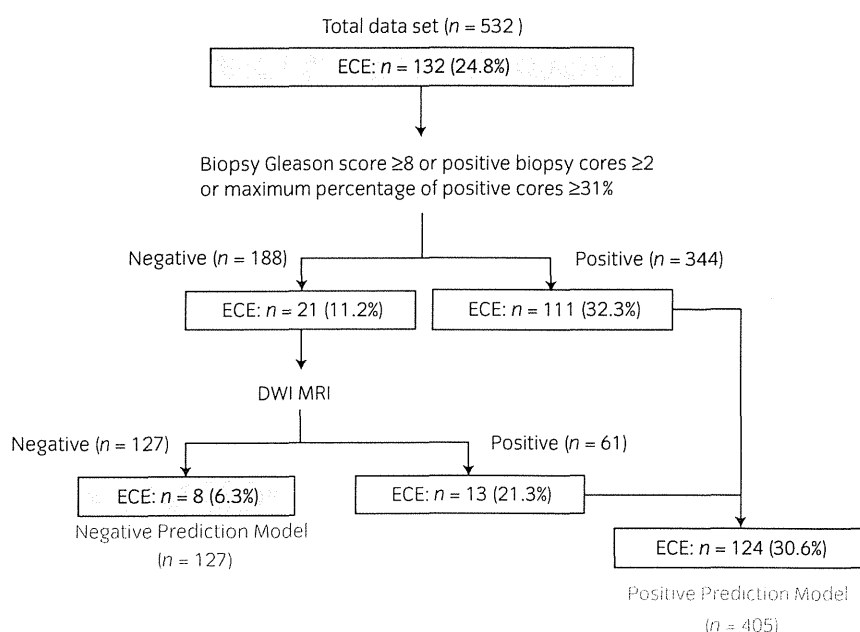 Total data set (n = 532 )
ECE: n = 132 (24.8%)
Biopsy Gleason score ≥8 or positive biopsy cores ≥2
or maximum percentage of positive cores ≥31%
Negative (n = 188)
Positive (n = 344)
ECE: n = 21 (11.2%)
ECE: n = 111 (32.3%)
DWI MRI
Negative (n = 127)
Positive (n = 61)
ECE: n = 8 (6.3%)
ECE: n = 13 (21.3%)
Negative Prediction Model
(n = 127)
ECE: n = 124 (30.6%)
Positive Prediction Model
(n = 405)